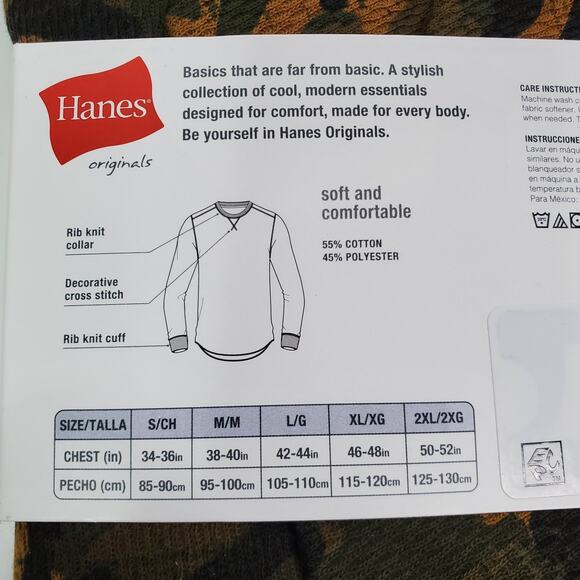 Hanes
originals
Basics that are far from basic. A stylish
collection of cool, modern essentials
designed for comfort, made for every body.
Be yourself in Hanes Originals.
soft and
comfortable
55% COTTON
45% POLYESTER
Rib knit
collar
Decorative
cross stitch
Rib knit cuff
CARE INSTRUCT
Machine wash
fabric softener.
when needed.
INSTRUCCIONE
Lavar en máqu
similares. No u
blanqueador s
en máquina a
temperatura b
Para México:
SIZE/TALLA S/CH M/M L/G XL/XG 2XL/2XG
CHEST (in) 34-36in 38-40in 42-44in 46-48in 50-52in
PECHO (cm) 85-90cm 95-100cm 105-110cm 115-120cm 125-130cm